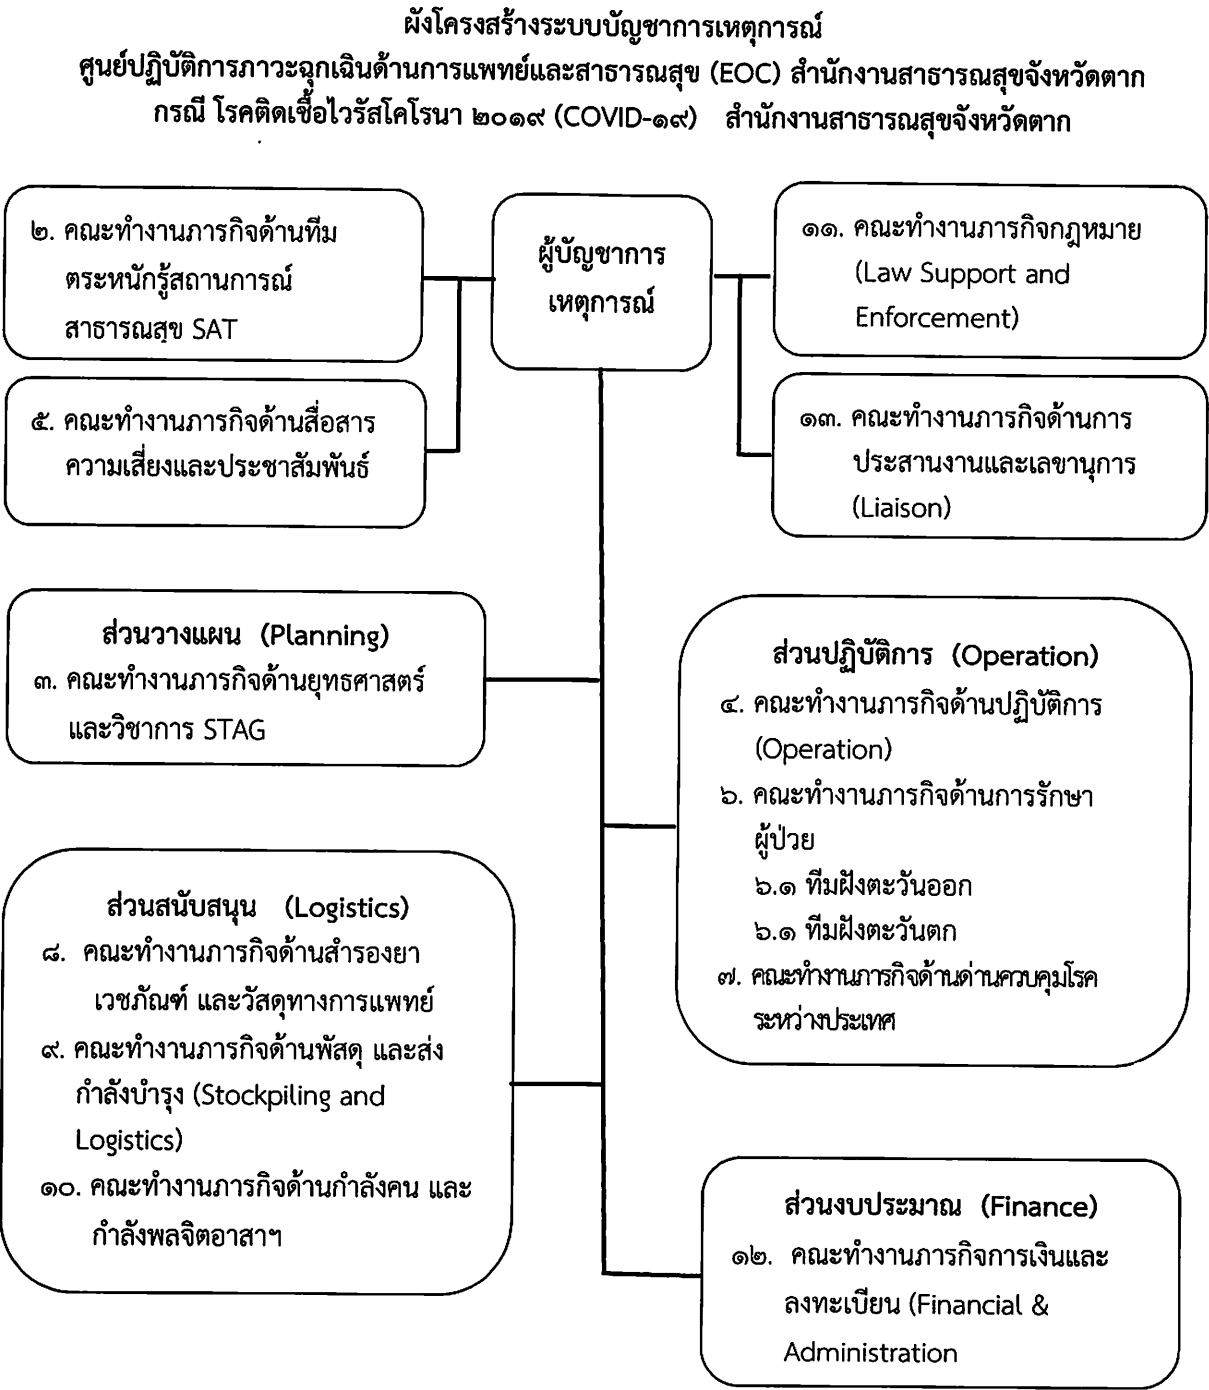 ผังโครงสร้างระบบบัญชาการเหตุการณ์
ศูนย์ปฏิบัติการภาวะฉุกเฉินด้านการแพทย์และสาธารณสุข (EOC) สำนักงานสาธารณสุขจังหวัดตาก
กรณี โรคติดเชื้อไวรัสโคโรนา ๒๐๑๙ (COVID-๑๙) สำนักงานสาธารณสุขจังหวัดตาก
๒. คณะทำงานภารกิจด้านทีม
ตระหนักรู้สถานการณ์
สาธารณสุข SAT
ผู้บัญชาการ
เหตุการณ์
๑๑. คณะทำงานภารกิจกฎหมาย
(Law Support and
Enforcement)
๕. คณะทำงานภารกิจด้านสื่อสาร
ความเสี่ยงและประชาสัมพันธ์
๑๓. คณะทำงานภารกิจด้านการ
ประสานงานและเลขานุการ
(Liaison)
ส่วนวางแผน (Planning)
๓. คณะทำงานภารกิจด้านยุทธศาสตร์
และวิชาการ STAG
ส่วนปฏิบัติการ (Operation)
๔. คณะทำงานภารกิจด้านปฏิบัติการ
(Operation)
๖. คณะทำงานภารกิจด้านการรักษา
ผู้ป่วย
๖.๑ ทีมฝั่งตะวันออก
๖.๑ ทีมฝั่งตะวันตก
๗. คณะทำงานภารกิจด้านด่านควบคุมโรค
ระหว่างประเทศ
ส่วนสนับสนุน (Logistics)
๘. คณะทำงานภารกิจด้านสำรองยา
เวชภัณฑ์ และวัสดุทางการแพทย์
๙. คณะทำงานภารกิจด้านพัสดุ และส่ง
กำลังบำรุง (Stockpiling and
Logistics)
๑๐. คณะทำงานภารกิจด้านกำลังคน และ
กำลังพลจิตอาสาฯ
ส่วนงบประมาณ (Finance)
๑๒. คณะทำงานภารกิจการเงินและ
ลงทะเบียน (Financial &
Administration